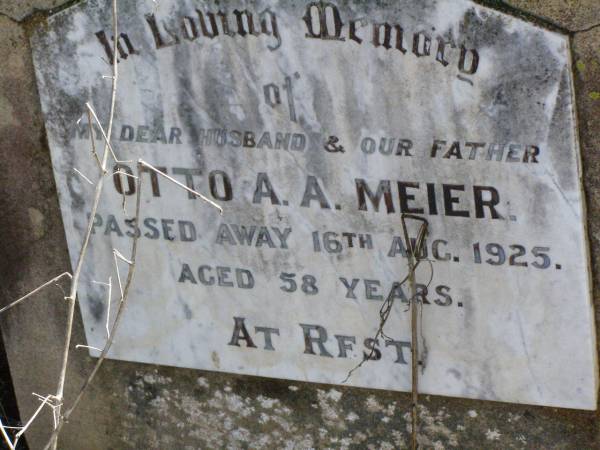 In Loving Memory
of
MY DEAR HUSBAND & OUR FATHER
OTTO A. A. MEIER.
PASSED AWAY 16TH AUG. 1925.
AGED 58 YEARS.
AT REST